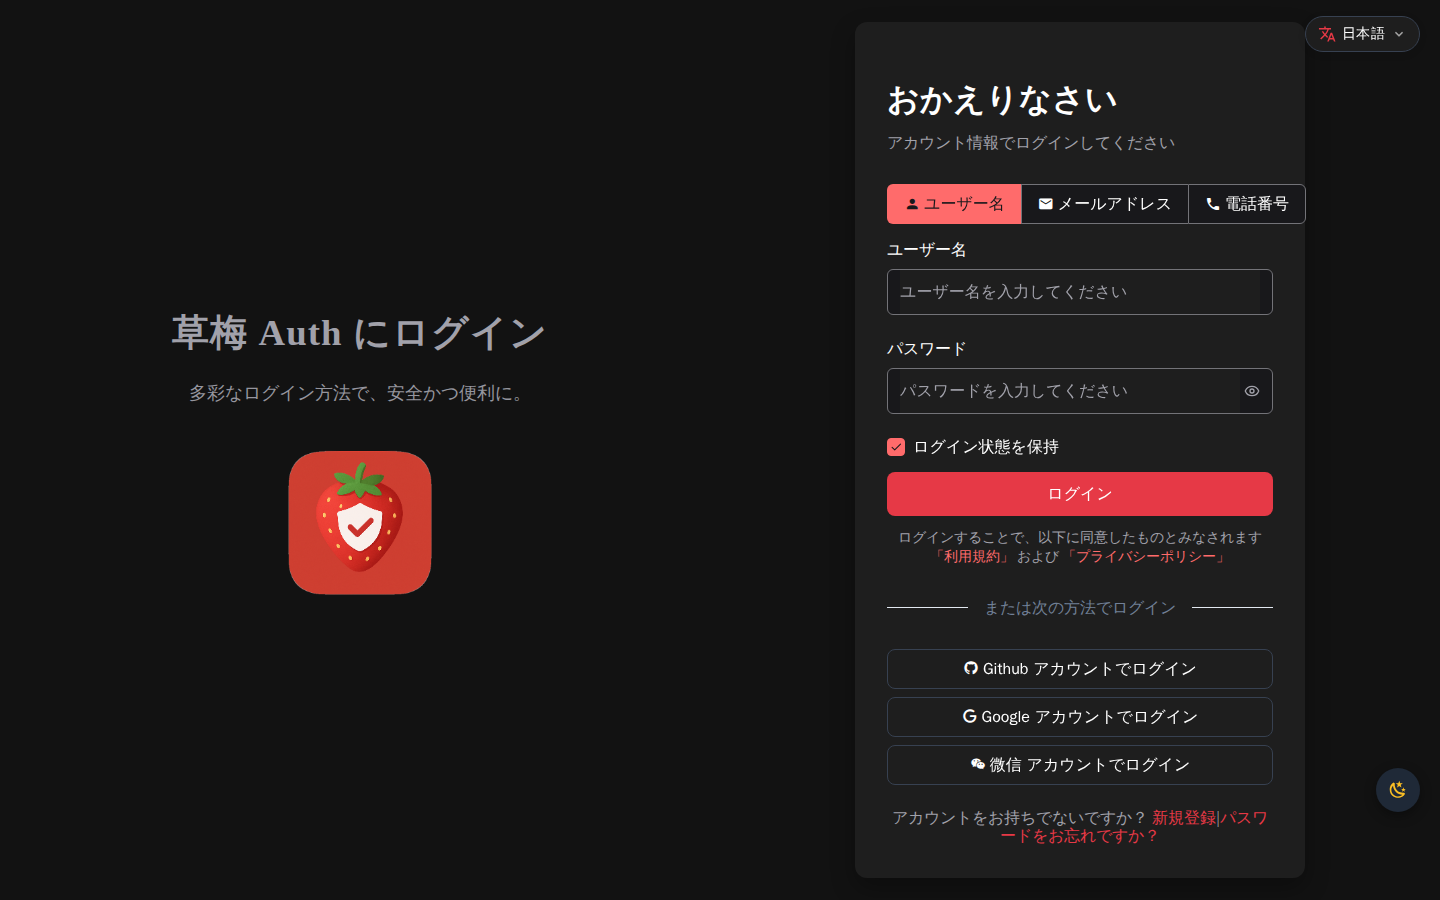 日本語
草梅 Auth にログイン
多彩なログイン方法で、安全かつ便利に。
おかえりなさい
アカウント情報でログインしてください
ユーザー名
メールアドレス
電話番号
ユーザー名
ユーザー名を入力してください
パスワード
パスワードを入力してください
ログイン状態を保持
ログイン
ログインすることで、以下に同意したものとみなされます
「利用規約」 および 「プライバシーポリシー」
または次の方法でログイン
Github アカウントでログイン
Google アカウントでログイン
微信 アカウントでログイン
アカウントをお持ちでないですか？ 新規登録|パスワ
ードをお忘れですか？